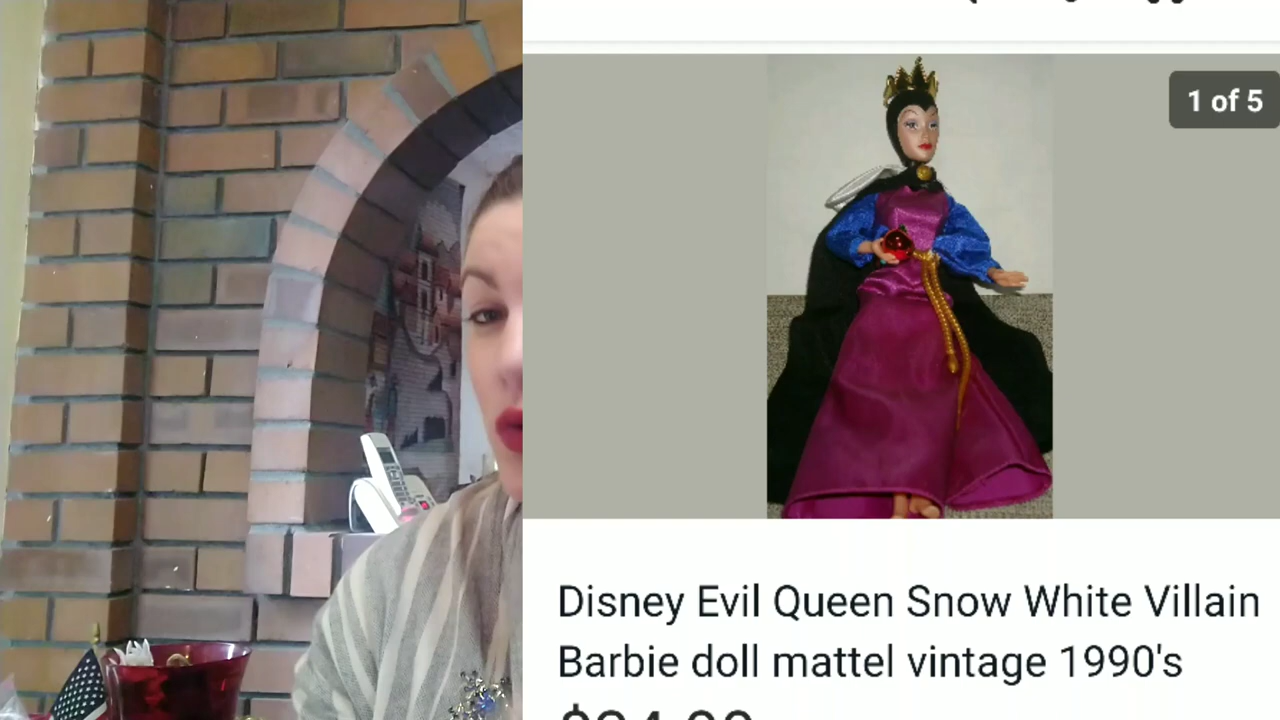 1 of 5
Disney Evil Queen Snow White Villain
Barbie doll mattel vintage 1990's